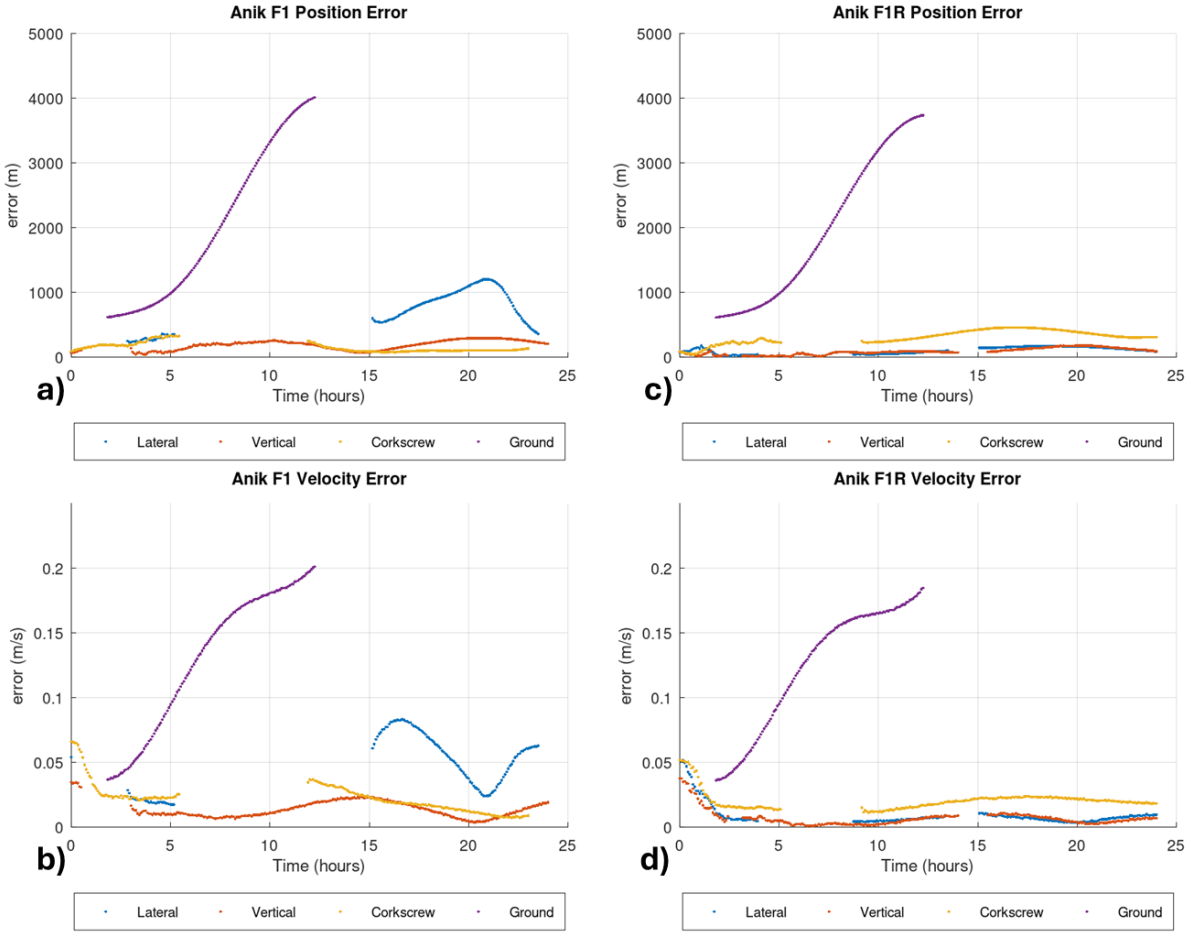 Anik F1 Position Error
5000
4000
3000
2000
1000
0
error (m)
0 5 10 15 20 25
Time (hours)
a)
Lateral Vertical Corkscrew Ground
Anik F1R Position Error
5000
4000
3000
2000
1000
0
error (m)
0 5 10 15 20 25
Time (hours)
c)
Lateral Vertical Corkscrew Ground
Anik F1 Velocity Error
0.2
0.15
0.1
0.05
0
error (m/s)
0 5 10 15 20 25
Time (hours)
b)
Lateral Vertical Corkscrew Ground
Anik F1R Velocity Error
0.2
0.15
0.1
0.05
0
error (m/s)
0 5 10 15 20 25
Time (hours)
d)
Lateral Vertical Corkscrew Ground